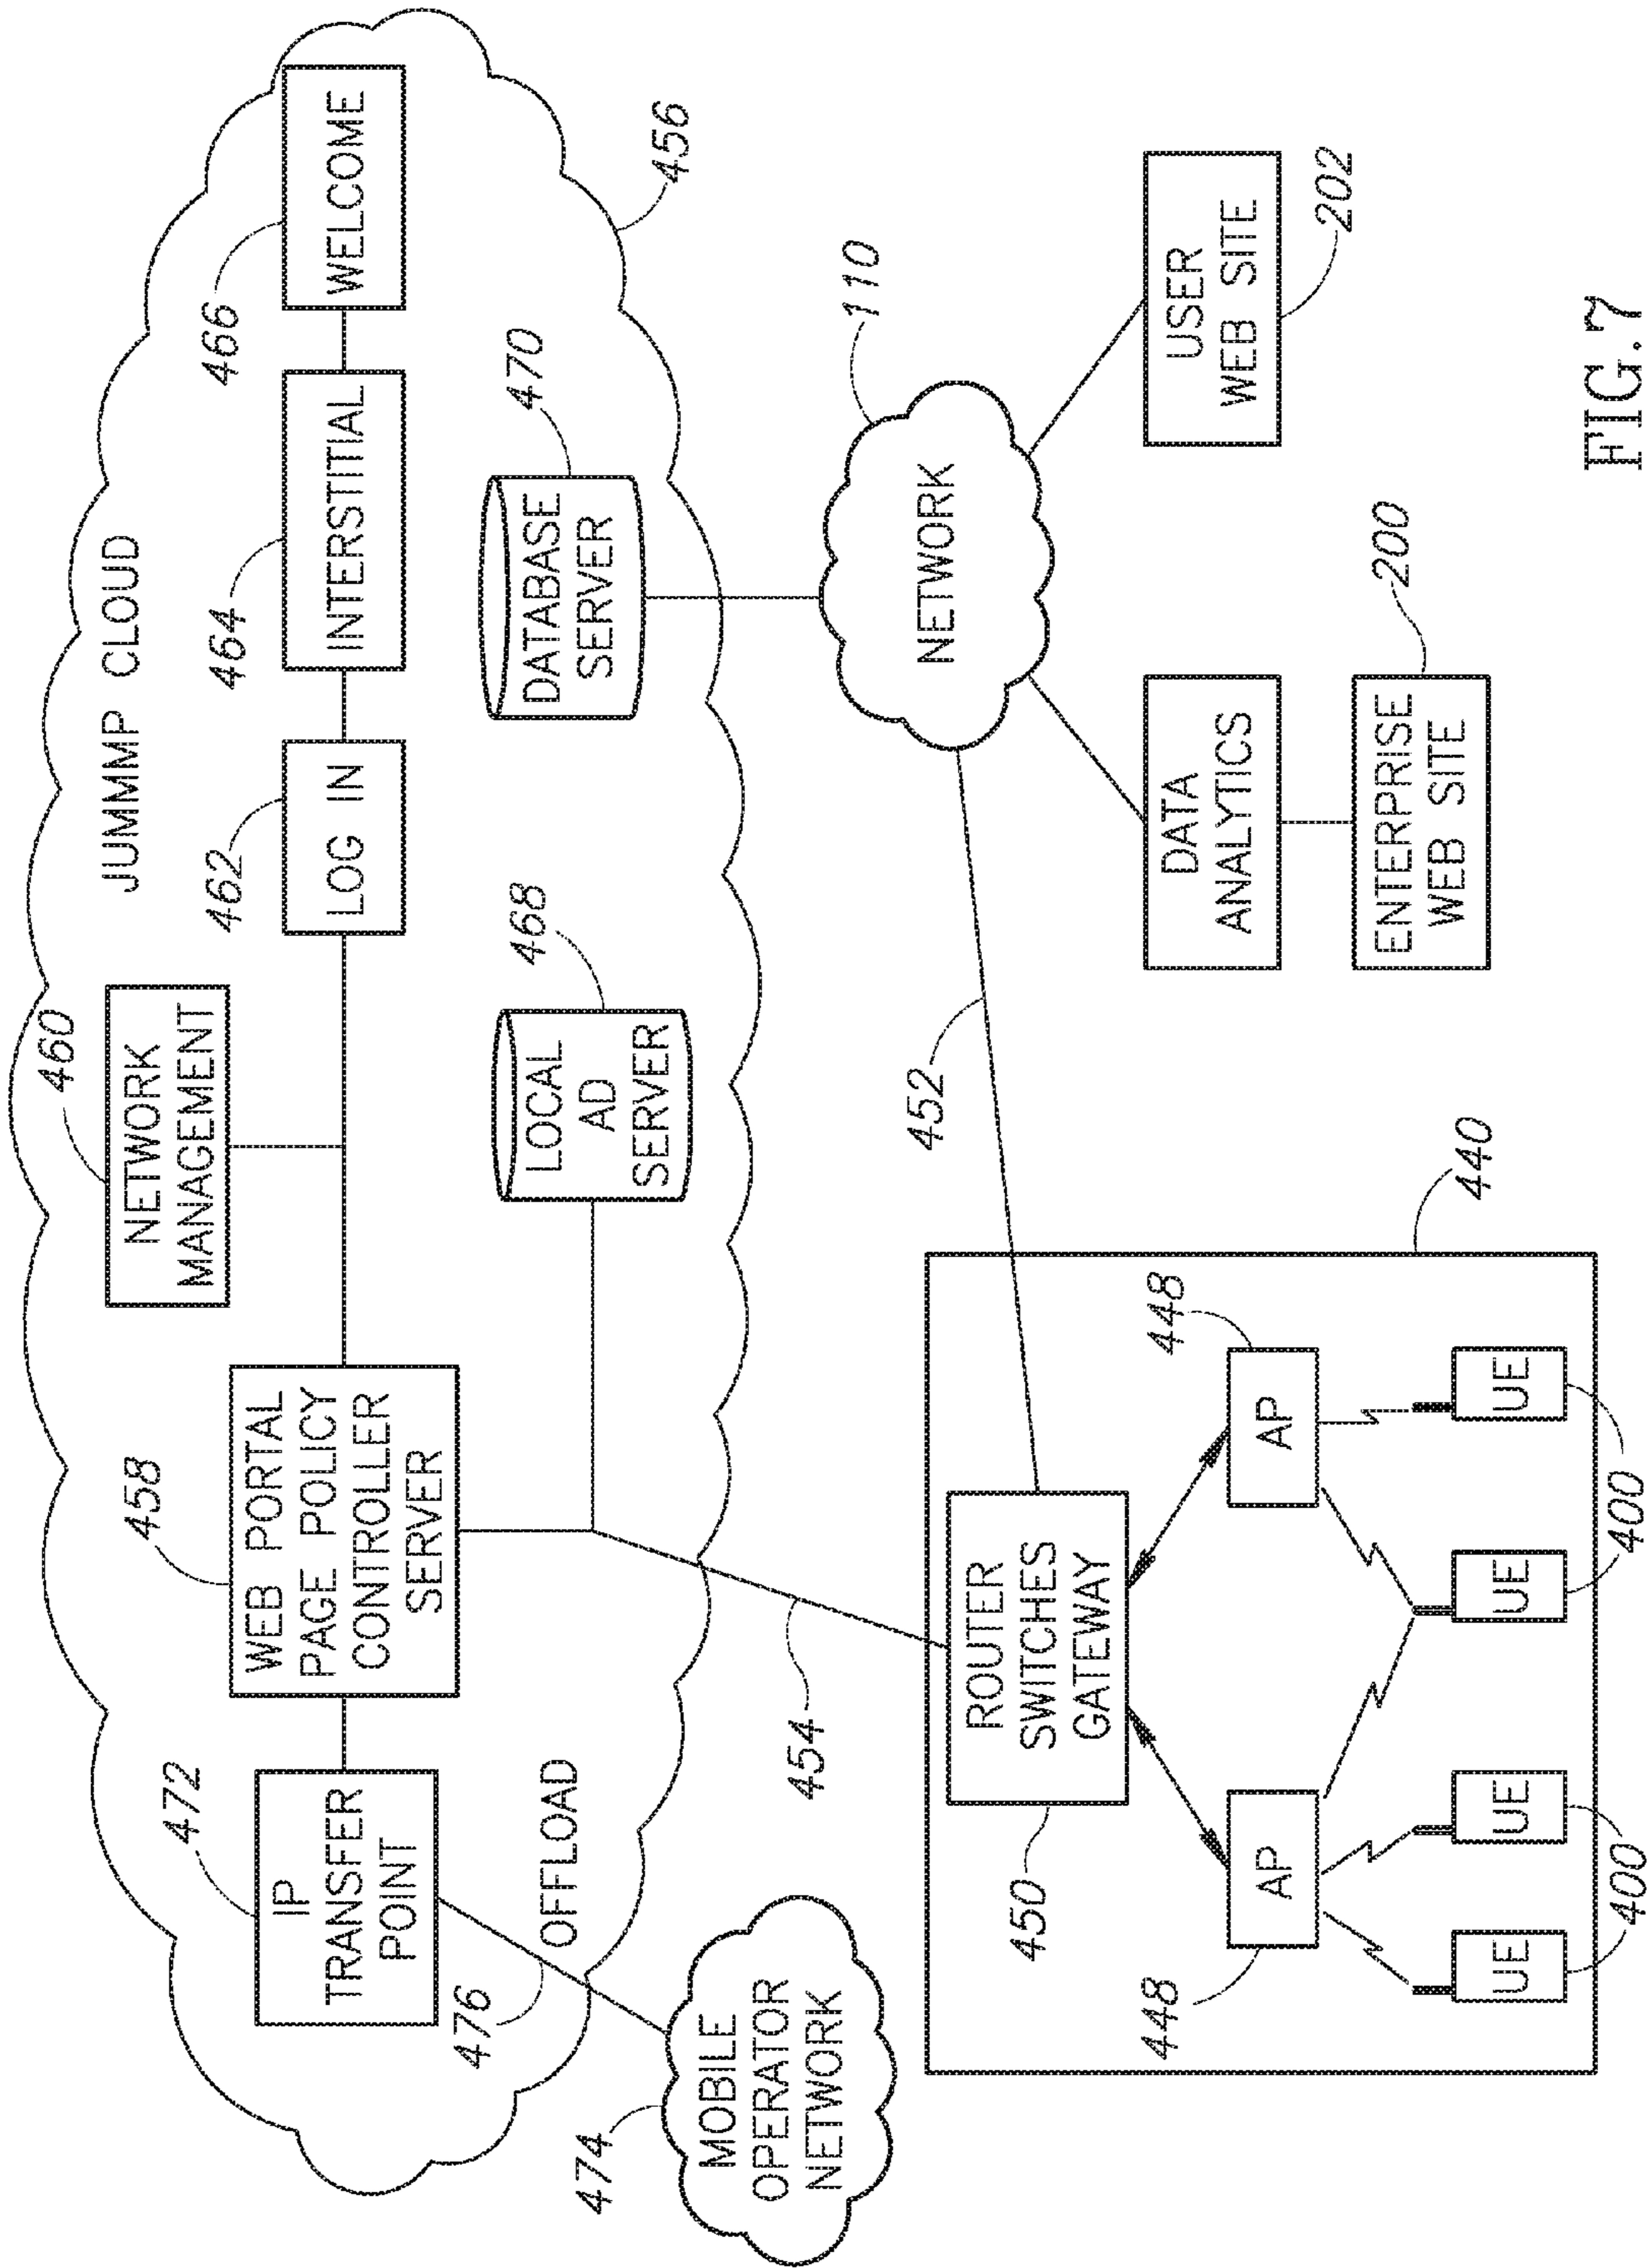 JUMMP CLOUD
460
NETWORK
MANAGEMENT
472
IP
TRANSFER
POINT
458
WEB PORTAL
PAGE POLICY
CONTROLLER
SERVER
462
LOG IN
464
INTERSTITIAL
466
WELCOME
476
OFFLOAD
468
LOCAL
AD
SERVER
470
DATABASE
SERVER
456
474
MOBILE
OPERATOR
NETWORK
454
452
NETWORK
110
450
ROUTER
SWITCHES
GATEWAY
448
AP
448
AP
440
UE
UE
UE
UE
400
400
DATA
ANALYTICS
ENTERPRISE
WEB SITE
200
USER
WEB SITE
202
FIG.7